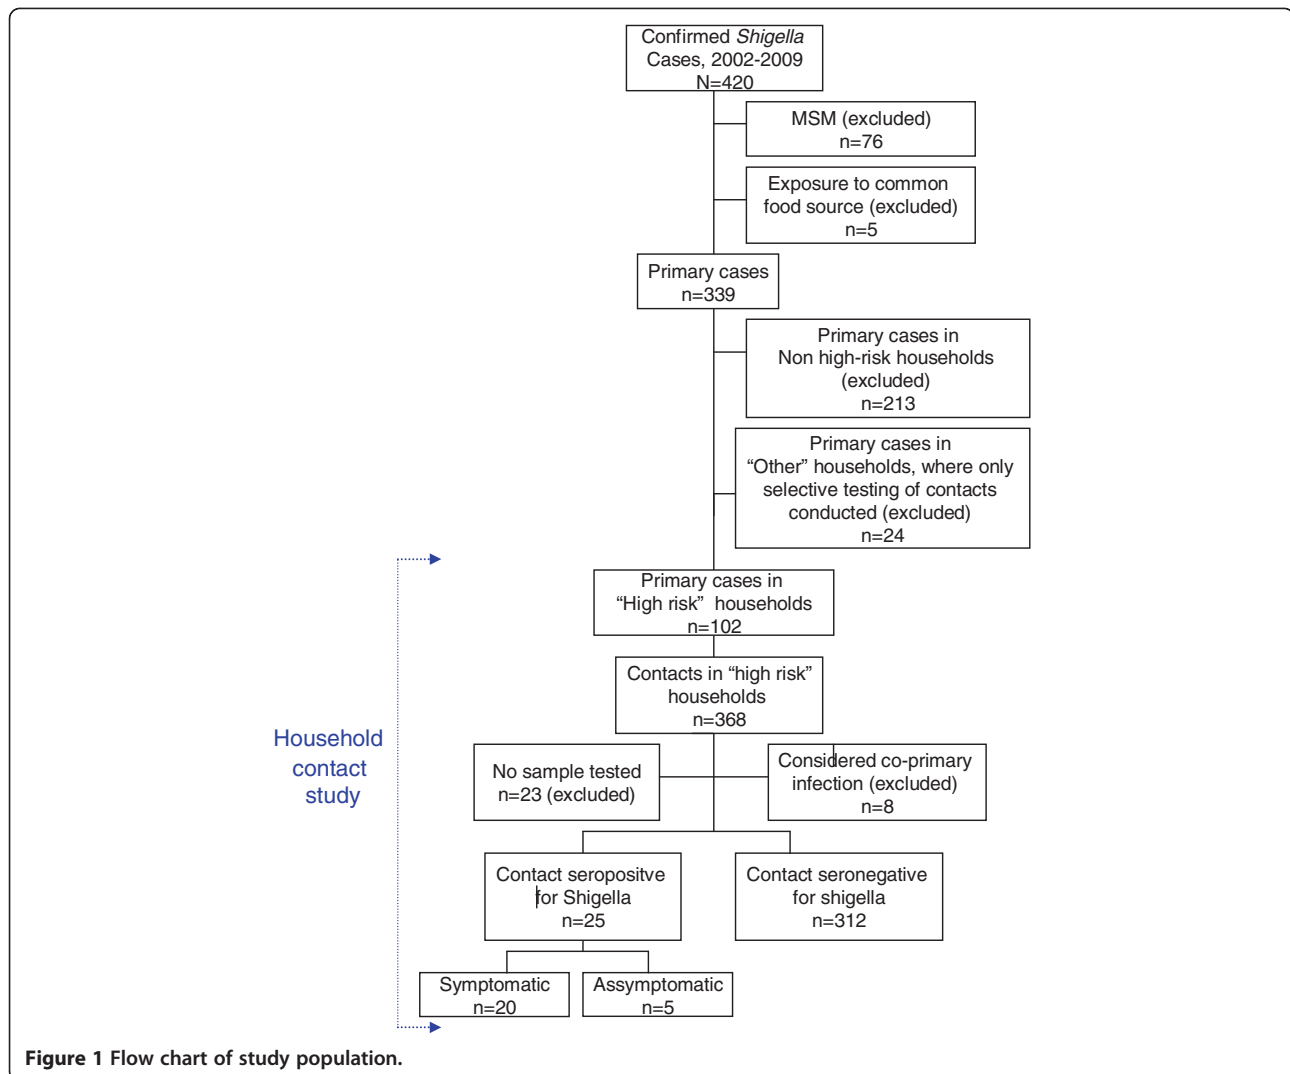 Confirmed Shigella
Cases, 2002-2009
N=420
MSM (excluded)
n=76
Exposure to common
food source (excluded)
n=5
Primary cases
n=339
Primary cases in
Non high-risk households
(excluded)
n=213
Primary cases in
“Other” households, where only
selective testing of contacts
conducted (excluded)
n=24
Primary cases in
“High risk” households
n=102
Contacts in “high risk”
households
n=368
Household
contact
study
No sample tested
n=23 (excluded)
Considered co-primary
infection (excluded)
n=8
Contact seropositve
for Shigella
n=25
Contact seronegative
for shigella
n=312
Symptomatic
n=20
Assymptomatic
n=5
Figure 1 Flow chart of study population.